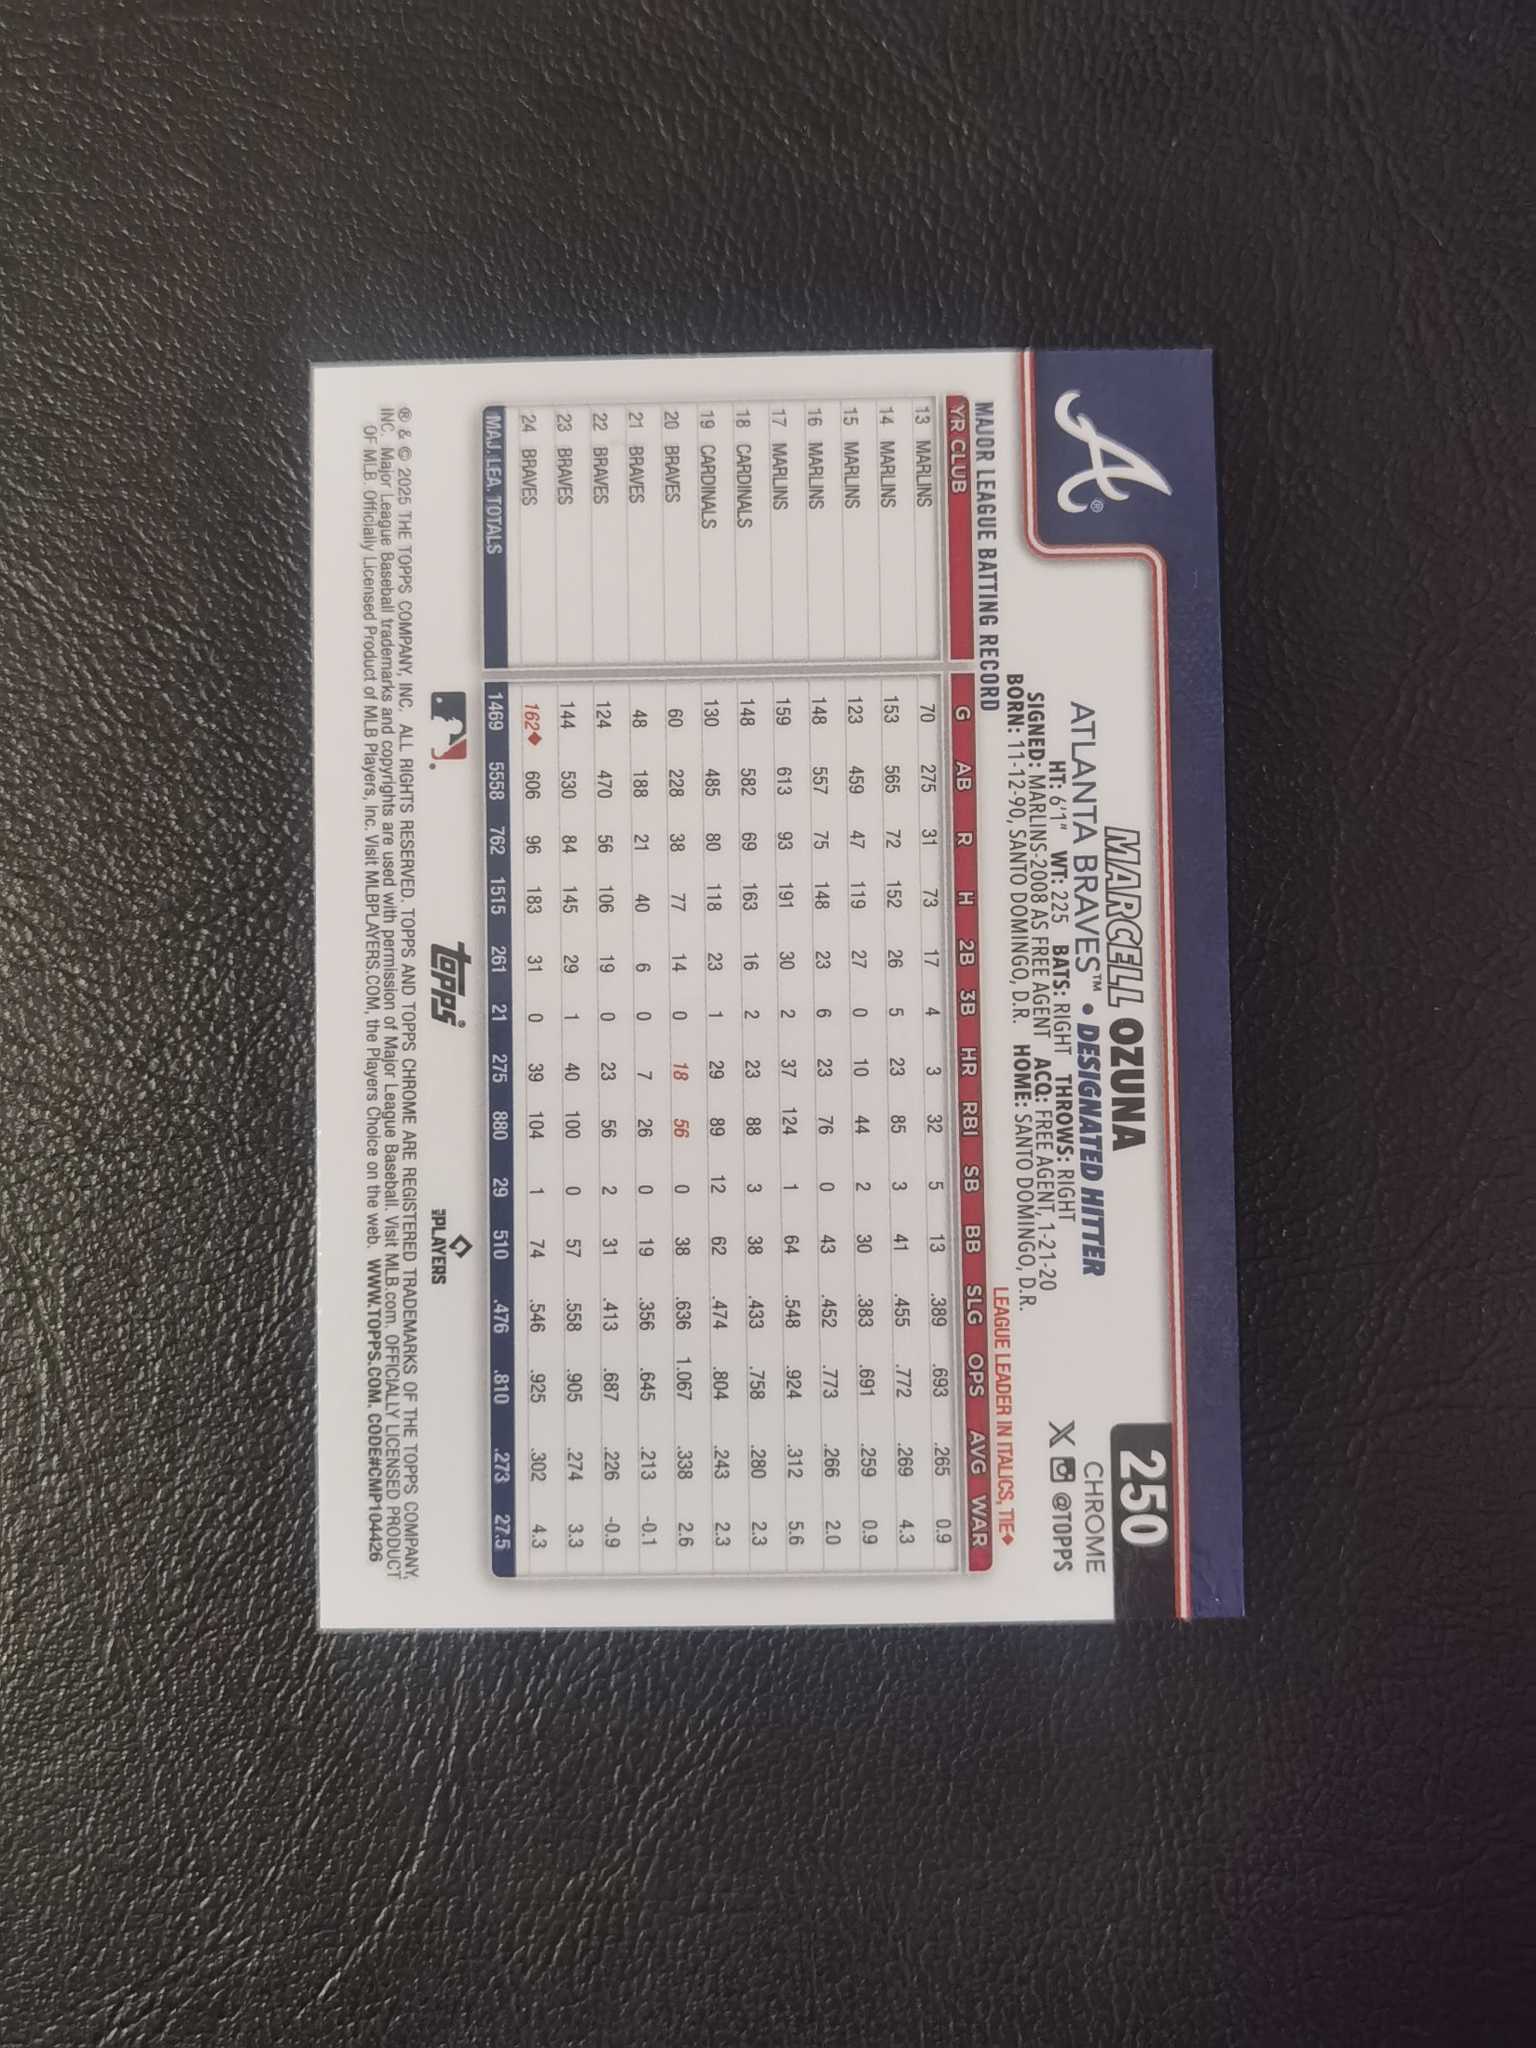 A®
250
MARCELL OZUNA
CHROME
ATLANTA BRAVES™ • DESIGNATED HITTER
X @TOPPS
HT: 6'1" WT: 225 BATS: RIGHT THROWS: RIGHT
SIGNED: MARLINS-2008 AS FREE AGENT ACQ: FREE AGENT, 1-21-20
BORN: 11-12-90, SANTO DOMINGO, D.R. HOME: SANTO DOMINGO, D.R.
MAJOR LEAGUE BATTING RECORD LEAGUE LEADER IN ITALICS, TIE♦
YR CLUB G AB R H 2B 3B HR RBI SB BB SLG OPS AVG WAR
13 MARLINS 70 275 31 73 17 4 3 32 5 13 .389 .693 .265 0.9
14 MARLINS 153 565 72 152 26 5 23 85 3 41 .455 .772 .269 4.3
15 MARLINS 123 459 47 119 27 0 10 44 2 30 .383 .691 .259 0.9
16 MARLINS 148 557 75 148 23 6 23 76 0 43 .452 .773 .266 2.0
17 MARLINS 159 613 93 191 30 2 37 124 1 64 .548 .924 .312 5.6
18 CARDINALS 148 582 69 163 16 2 23 88 3 38 .433 .758 .280 2.3
19 CARDINALS 130 485 80 118 23 1 29 89 12 62 .474 .804 .243 2.3
20 BRAVES 60 228 38 77 14 0 18 56 0 38 .636 1.067 .338 2.6
21 BRAVES 48 188 21 40 6 0 7 26 0 19 .356 .645 .213 -0.1
22 BRAVES 124 470 56 106 19 0 23 56 2 31 .413 .687 .226 -0.9
23 BRAVES 144 530 84 145 29 1 40 100 0 57 .558 .905 .274 3.3
24 BRAVES 162♦ 606 96 183 31 0 39 104 1 74 .546 .925 .302 4.3
MAJ. LEA. TOTALS 1469 5558 762 1515 261 21 275 880 29 510 .476 .810 .273 27.5
topps® MLB PLAYERS
® & © 2025 THE TOPPS COMPANY, INC. ALL RIGHTS RESERVED. TOPPS AND TOPPS CHROME ARE REGISTERED TRADEMARKS OF THE TOPPS COMPANY,
INC. Major League Baseball trademarks and copyrights are used with permission of Major League Baseball. Visit MLB.com. OFFICIALLY LICENSED PRODUCT
OF MLB. Officially Licensed Product of MLB Players, Inc. Visit MLBPLAYERS.COM, the Players Choice on the web. WWW.TOPPS.COM. CODE#CMP104426